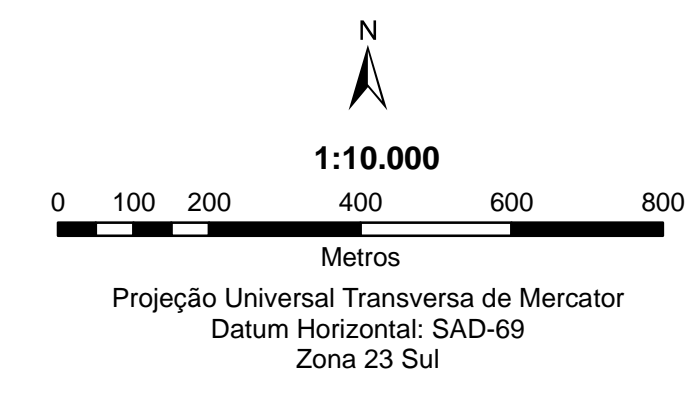 N
1:10.000
0 100 200 400 600 800
Metros
Projeção Universal Transversa de Mercator
Datum Horizontal: SAD-69
Zona 23 Sul